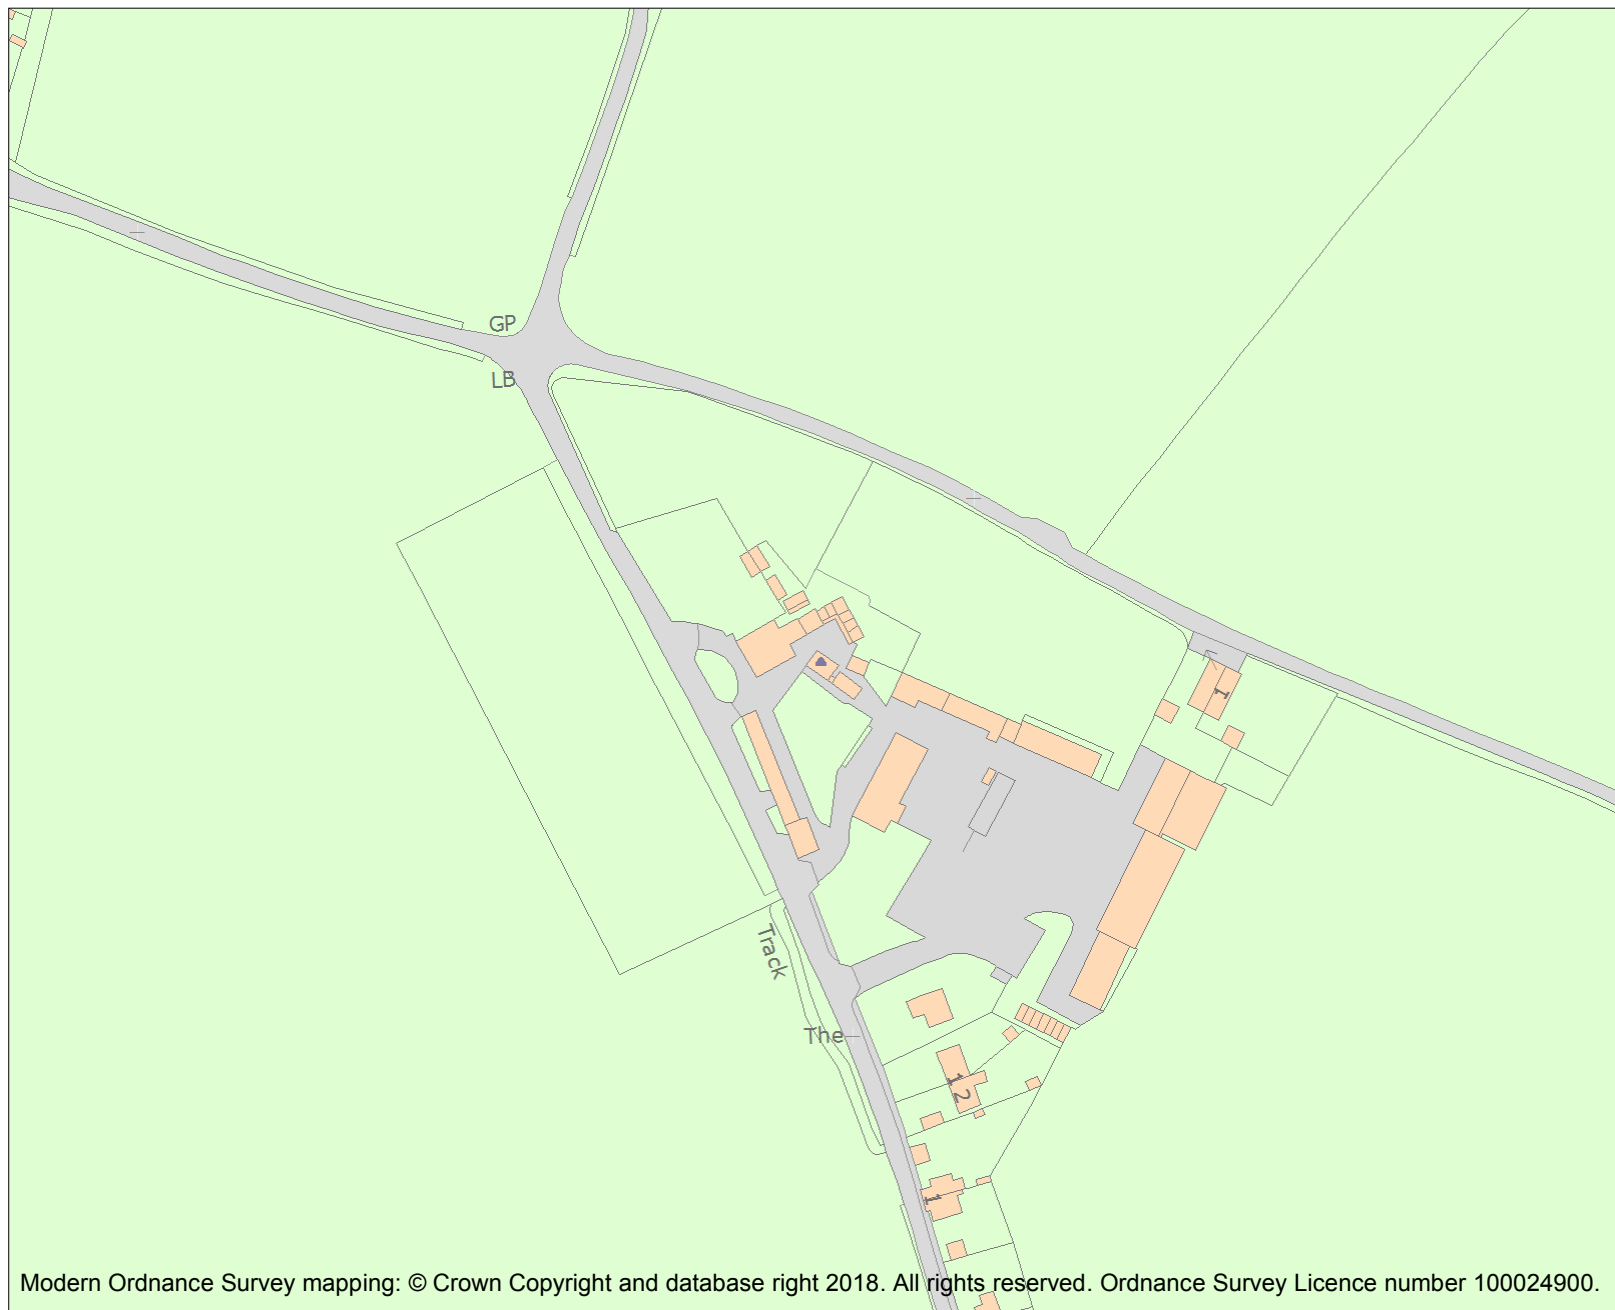 GP
LB
1
Track
The
1
2
1
Modern Ordnance Survey mapping: © Crown Copyright and database right 2018. All rights reserved. Ordnance Survey Licence number 100024900.